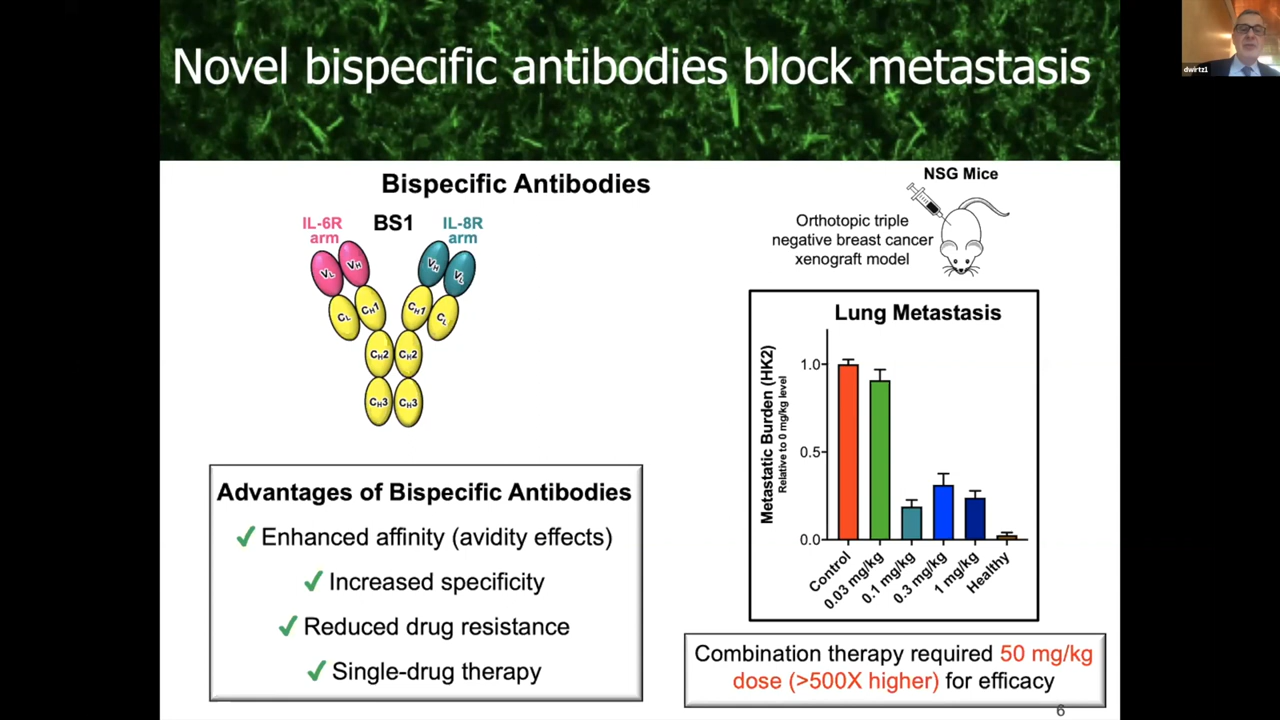 Novel bispecific antibodies block metastasis
dwirtz1
Bispecific Antibodies
IL-6R
arm
BS1
IL-8R
arm
VL
VH
VH
VL
CL
CH1
CH1
CL
CH2
CH2
CH3
CH3
Advantages of Bispecific Antibodies
✓ Enhanced affinity (avidity effects)
✓ Increased specificity
✓ Reduced drug resistance
✓ Single-drug therapy
NSG Mice
Orthotopic triple
negative breast cancer
xenograft model
Lung Metastasis
Metastatic Burden (HK2)
Relative to 0 mg/kg level
1.0
0.5
0.0
Control
0.03 mg/kg
0.1 mg/kg
0.3 mg/kg
1 mg/kg
Healthy
Combination therapy required 50 mg/kg
dose (>500X higher) for efficacy
6